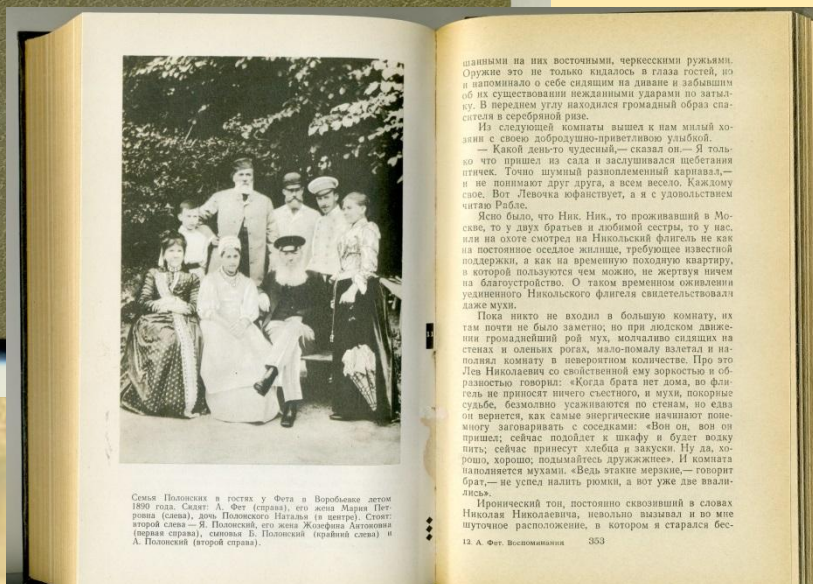 Семья Полонских в гостях у Фета в Воробьевке летом
1890 года. Сидят: А. Фет (справа), его жена Мария Пет-
ровна (слева), дочь Полонского Наталья (в центре). Стоят:
второй слева — Я. Полонский, его жена Жозефина Антоновна
(первая справа), сыновья Б. Полонский (крайний слева) и
А. Полонский (второй справа).
шанными на них восточными, черкесскими ружьями.
Оружие это не только кидалось в глаза гостей, но
и напоминало о себе сидящим на диване и забывшим
об их существовании нежданными ударами по затыл-
ку. В переднем углу находился громадный образ спа-
сителя в серебряной ризе.
Из следующей комнаты вышел к нам милый хо-
зяин с своею добродушно-приветливою улыбкой.
— Какой день-то чудесный,— сказал он.— Я толь-
ко что пришел из сада и заслушивался щебетания
птичек. Точно шумный разноплеменный карнавал,—
и не понимают друг друга, а всем весело. Каждому
свое. Вот Левочка юфанствует, а я с удовольствием
читаю Рабле.
Ясно было, что Ник. Ник., то проживавший в Мо-
скве, то у двух братьев и любимой сестры, то у нас,
или на охоте смотрел на Никольский флигель не как
на постоянное оседлое жилище, требующее известной
поддержки, а как на временную походную квартиру,
в которой пользуются чем можно, не жертвуя ничем
на благоустройство. О таком временном оживлении
уединенного Никольского флигеля свидетельствовали
даже мухи.
Пока никто не входил в большую комнату, их
там почти не было заметно; но при людском движе-
нии громаднейший рой мух, молчаливо сидящих на
стенах и оленьих рогах, мало-помалу взлетал и на-
полнял комнату в невероятном количестве. Про это
Лев Николаевич со свойственной ему зоркостью и об-
разностью говорил: «Когда брата нет дома, во фли-
гель не приносят ничего съестного, и мухи, покорные
судьбе, безмолвно усаживаются по стенам, но едва
он вернется, как самые энергические начинают поне-
многу заговаривать с соседками: «Вон он, вон он
пришел; сейчас подойдет к шкафу и будет водку
пить; сейчас принесут хлебца и закуски. Ну да, хо-
рошо, хорошо; подымайтесь дружжжнее». И комната
наполняется мухами. «Ведь этакие мерзкие,— говорит
брат,— не успел налить рюмки, а вот уже две ввали-
лись».
Иронический тон, постоянно сквозивший в словах
Николая Николаевича, невольно вызывал и во мне
шуточное расположение, в котором я старался бес-
12. А. Фет. Воспоминания 353